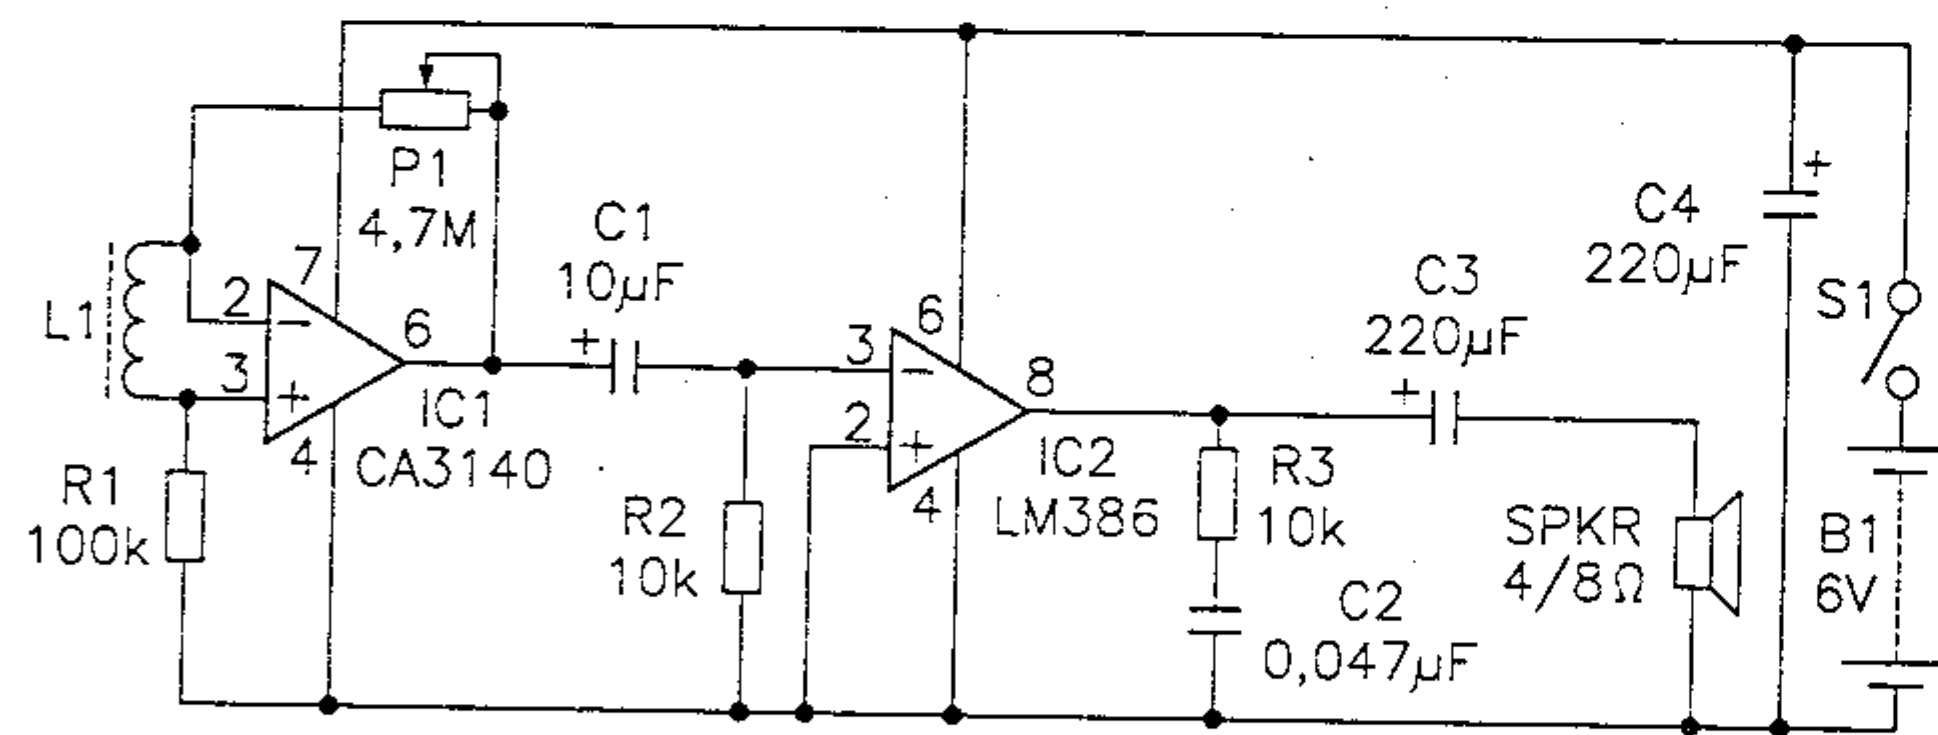 P1
4,7M
L1
2
3
7
6
4
IC1
CA3140
R1
100k
C1
10µF
R2
10k
3
2
6
8
4
IC2
LM386
R3
10k
C2
0,047µF
C3
220µF
SPKR
4/8Ω
C4
220µF
S1
B1
6V